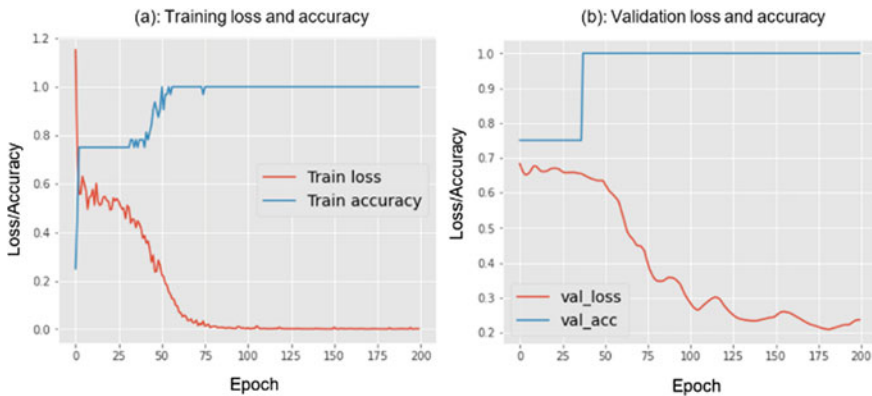 (a): Training loss and accuracy
1.2
1.0
0.8
0.6
0.4
0.2
0.0
Loss/Accuracy
Train loss
Train accuracy
0 25 50 75 100 125 150 175 200
Epoch
(b): Validation loss and accuracy
1.0
0.9
0.8
0.7
0.6
0.5
0.4
0.3
0.2
Loss/Accuracy
val_loss
val_acc
0 25 50 75 100 125 150 175 200
Epoch